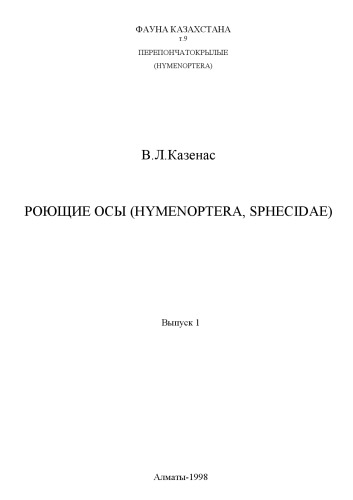 ФАУНА КАЗАХСТАНА
т.9
ПЕРЕПОНЧАТОКРЫЛЫЕ
(HYMENOPTERA)
В.Л.Казенас
РОЮЩИЕ ОСЫ (HYMENOPTERA, SPHECIDAE)
Выпуск 1
Алматы-1998